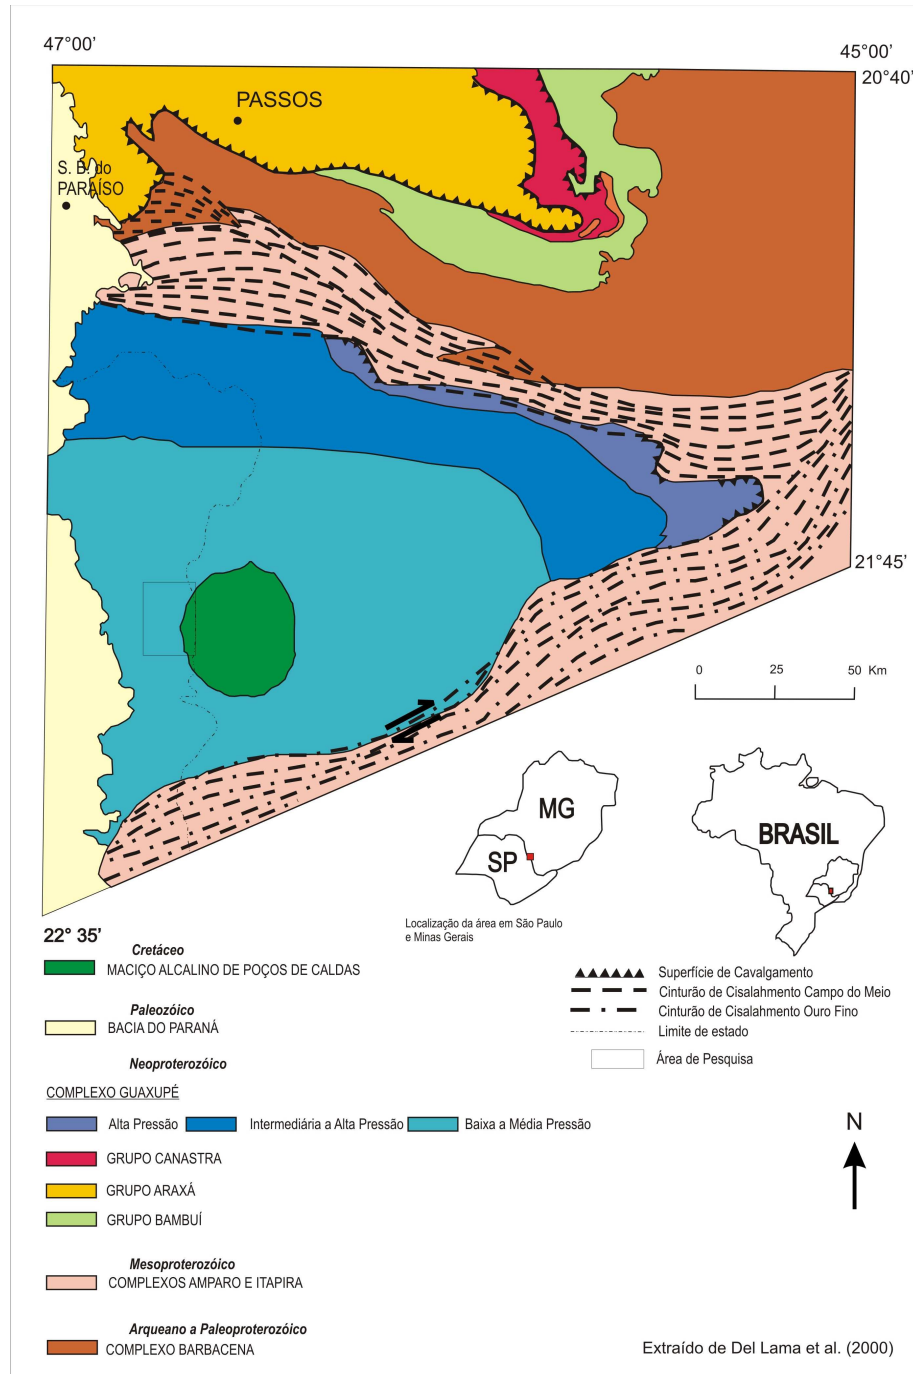 47°00’
45°00’
20°40’
PASSOS
S. B. do
PARAÍSO
21°45’
0 25 50 Km
MG
SP
BRASIL
Localização da área em São Paulo
e Minas Gerais
22° 35’
Cretáceo
MACIÇO ALCALINO DE POÇOS DE CALDAS
Paleozóico
BACIA DO PARANÁ
Neoproterozóico
COMPLEXO GUAXUPÉ
Alta Pressão Intermediária a Alta Pressão Baixa a Média Pressão
GRUPO CANASTRA
GRUPO ARAXÁ
GRUPO BAMBUÍ
Mesoproterozóico
COMPLEXOS AMPARO E ITAPIRA
Arqueano a Paleoproterozóico
COMPLEXO BARBACENA
Superfície de Cavalgamento
Cinturão de Cisalahmento Campo do Meio
Cinturão de Cisalahmento Ouro Fino
Limite de estado
Área de Pesquisa
N
Extraído de Del Lama et al. (2000)